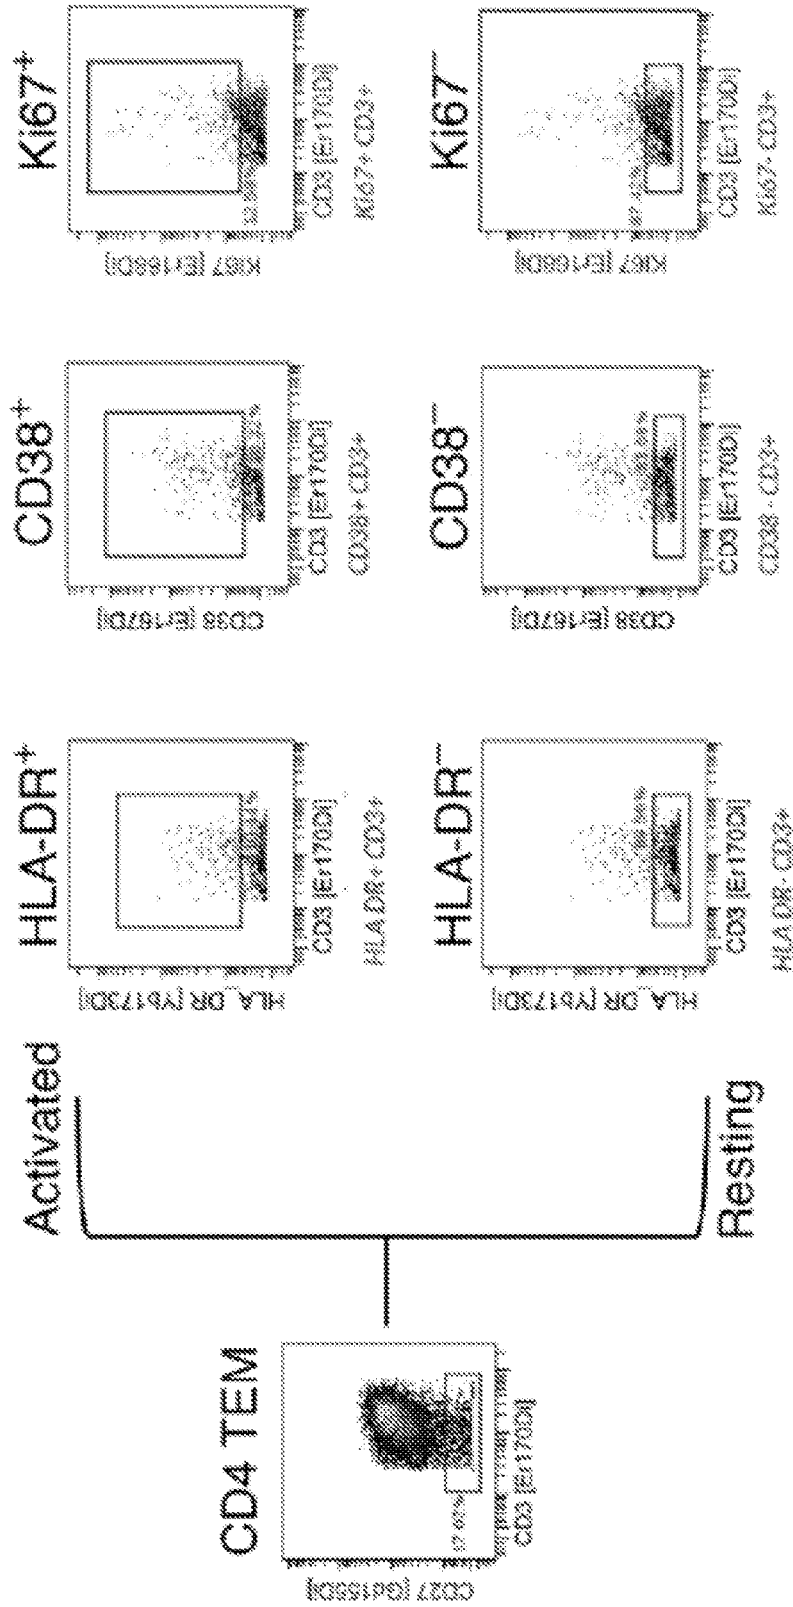 CD4 TEM
CD27 [Gd155Di]
CD3 [Er170Di]
Activated
HLA-DR⁺
HLA_DR [Yb173Di]
CD3 [Er170Di]
HLA DR+ CD3+
CD38⁺
CD38 [Er167Di]
CD3 [Er170Di]
CD38+ CD3+
Ki67⁺
Ki67 [Er168Di]
CD3 [Er170Di]
Ki67+ CD3+
Resting
HLA-DR⁻
HLA_DR [Yb173Di]
CD3 [Er170Di]
HLA DR- CD3+
CD38⁻
CD38 [Er167Di]
CD3 [Er170Di]
CD38- CD3+
Ki67⁻
Ki67 [Er168Di]
CD3 [Er170Di]
Ki67- CD3+